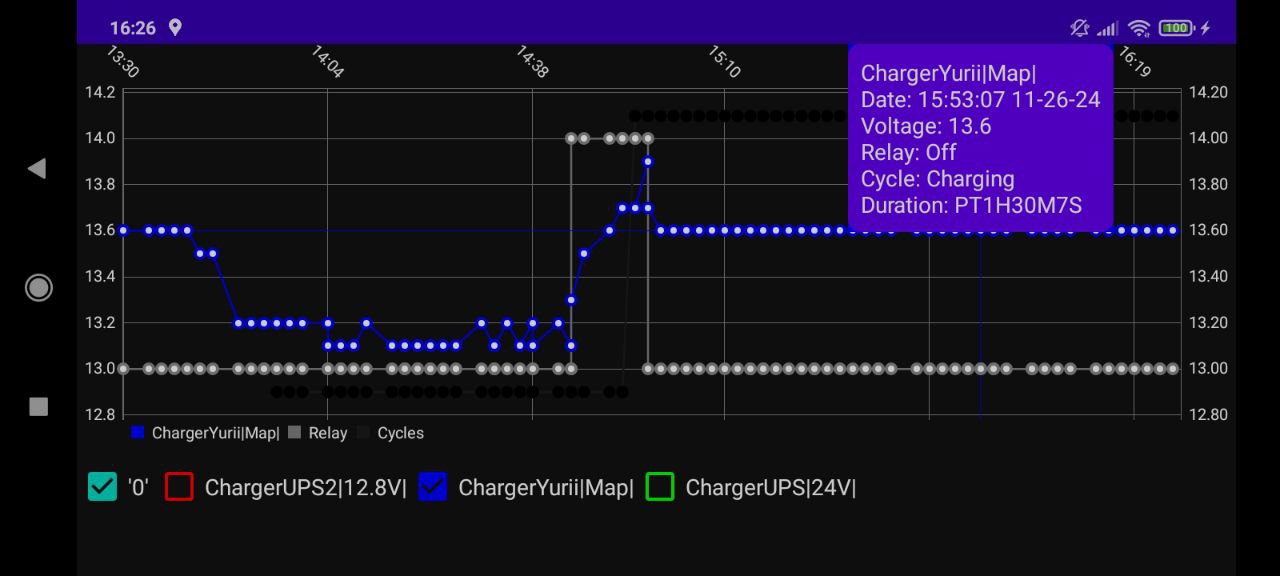 16:26
100
13:30 14:04 14:38 15:10 16:19
ChargerYurii|Map|
Date: 15:53:07 11-26-24
Voltage: 13.6
Relay: Off
Cycle: Charging
Duration: PT1H30M7S
14.2 14.20
14.0 14.00
13.8 13.80
13.6 13.60
13.4 13.40
13.2 13.20
13.0 13.00
12.8 12.80
ChargerYurii|Map| Relay Cycles
'0' ChargerUPS2|12.8V| ChargerYurii|Map| ChargerUPS|24V|